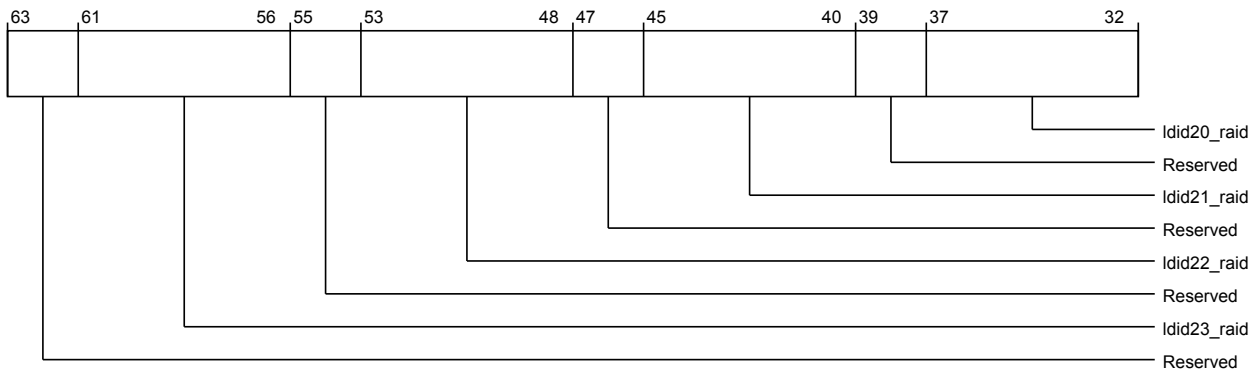 63 61 56 55 53 48 47 45 40 39 37 32
ldid20_raid
Reserved
ldid21_raid
Reserved
ldid22_raid
Reserved
ldid23_raid
Reserved